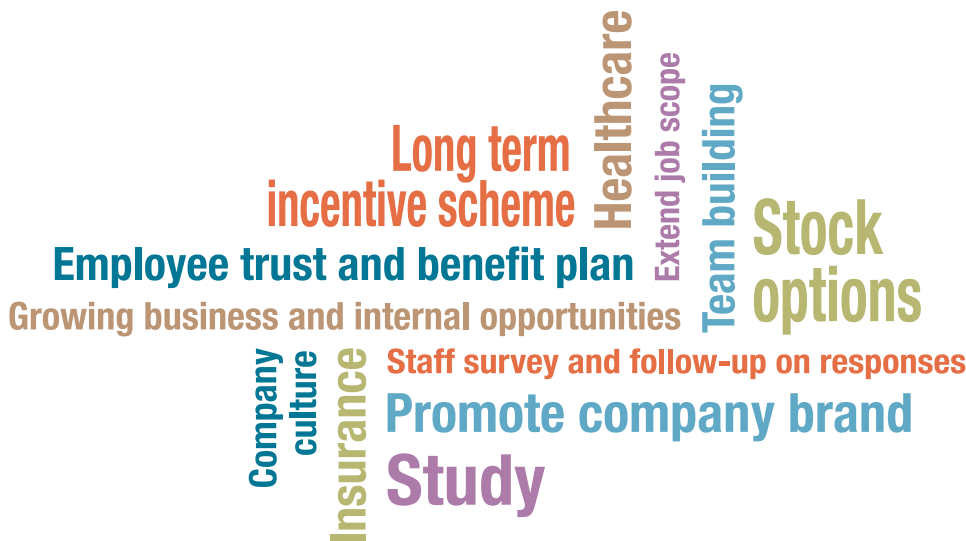 Healthcare
Extend job scope
Team building
Long term
incentive scheme
Stock
options
Employee trust and benefit plan
Growing business and internal opportunities
Company
culture
Insurance
Staff survey and follow-up on responses
Promote company brand
Study